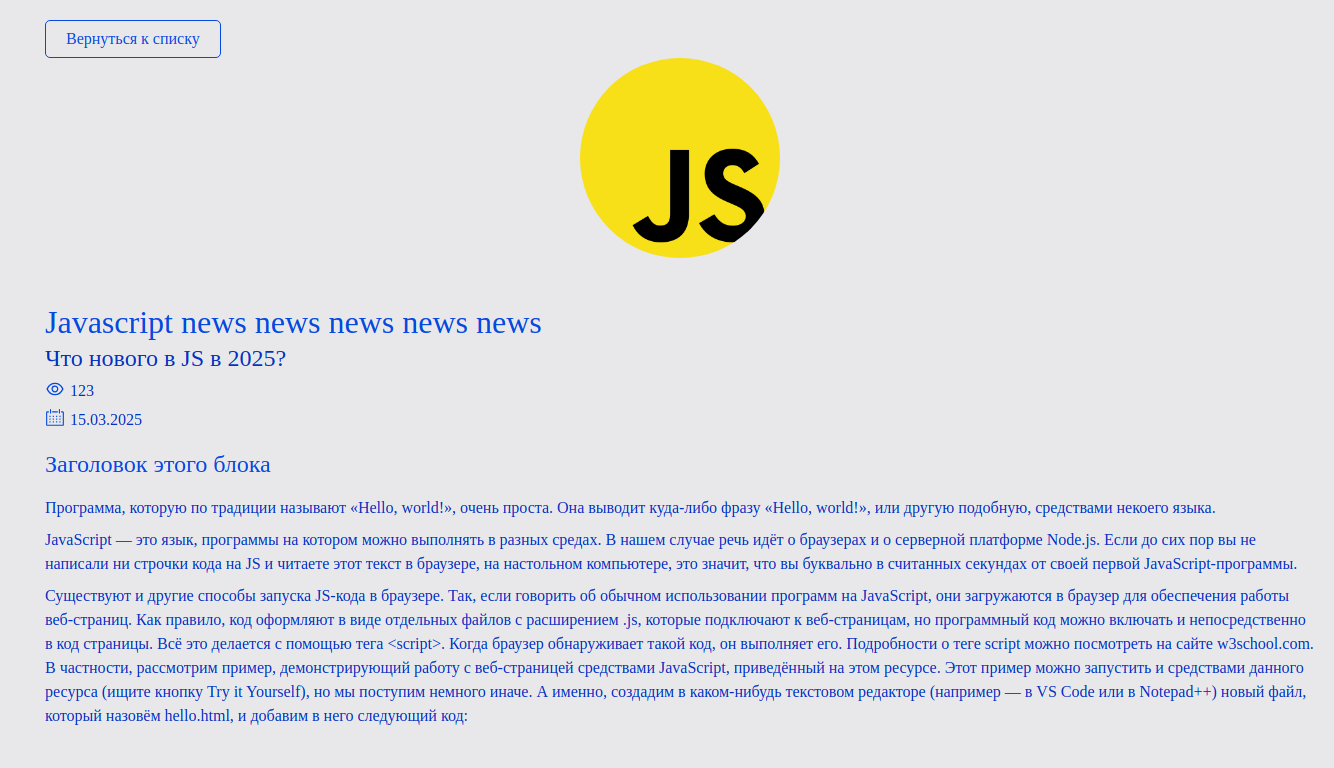 Вернуться к списку
JS
Javascript news news news news news
Что нового в JS в 2025?
123
15.03.2025
Заголовок этого блока
Программа, которую по традиции называют «Hello, world!», очень проста. Она выводит куда-либо фразу «Hello, world!», или другую подобную, средствами некоего языка.
JavaScript — это язык, программы на котором можно выполнять в разных средах. В нашем случае речь идёт о браузерах и о серверной платформе Node.js. Если до сих пор вы не
написали ни строчки кода на JS и читаете этот текст в браузере, на настольном компьютере, это значит, что вы буквально в считанных секундах от своей первой JavaScript-программы.
Существуют и другие способы запуска JS-кода в браузере. Так, если говорить об обычном использовании программ на JavaScript, они загружаются в браузер для обеспечения работы
веб-страниц. Как правило, код оформляют в виде отдельных файлов с расширением .js, которые подключают к веб-страницам, но программный код можно включать и непосредственно
в код страницы. Всё это делается с помощью тега <script>. Когда браузер обнаруживает такой код, он выполняет его. Подробности о теге script можно посмотреть на сайте w3school.com.
В частности, рассмотрим пример, демонстрирующий работу с веб-страницей средствами JavaScript, приведённый на этом ресурсе. Этот пример можно запустить и средствами данного
ресурса (ищите кнопку Try it Yourself), но мы поступим немного иначе. А именно, создадим в каком-нибудь текстовом редакторе (например — в VS Code или в Notepad++) новый файл,
который назовём hello.html, и добавим в него следующий код: